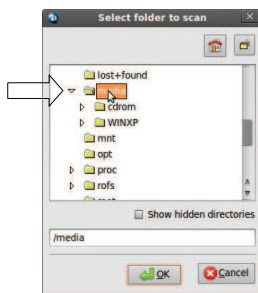 Select folder to scan
lost+found
media
cdrom
WINXP
mnt
opt
proc
rofs
Show hidden directories
/media
OK
Cancel